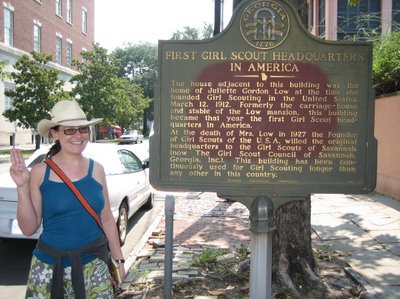 GEORGIA
1776
FIRST GIRL SCOUT HEADQUARTERS
IN AMERICA
The house adjacent to this building was the
home of Juliette Gordon Low at the time she
founded Girl Scouting in the United States,
March 12, 1912. Formerly the carriage house
and stable of the Low mansion, this building
became that year the first Girl Scout head-
quarters in America.
At the death of Mrs. Low in 1927 the Founder
of Girl Scouts of the U.S.A. willed the original
headquarters to the Girl Scouts of Savannah
(now The Girl Scout Council of Savannah,
Georgia, Inc.). This building has been con-
tinuously used for Girl Scouting longer than
any other in this country.